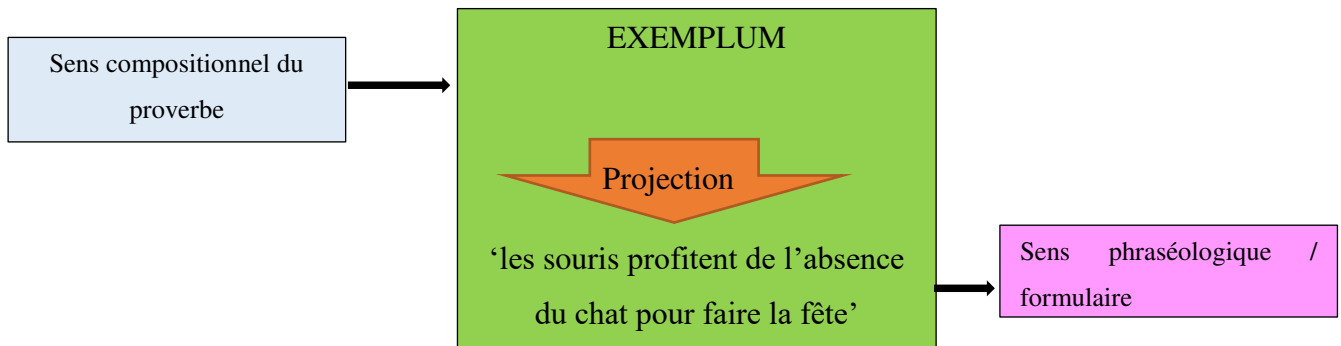 Sens compositionnel du
proverbe
EXEMPLUM
Projection
‘les souris profitent de l’absence
du chat pour faire la fête’
Sens phraséologique /
formulaire